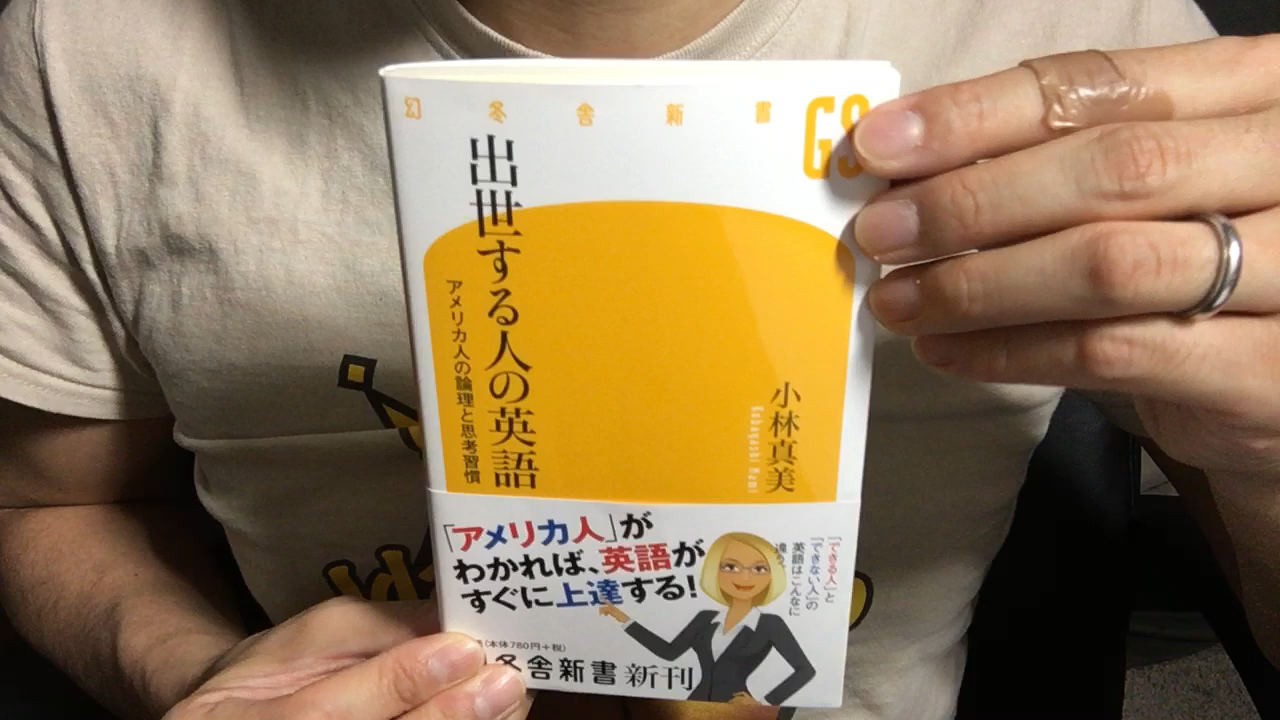 幻冬舎新書
GS
出世する人の英語
アメリカ人の論理と思考習慣
小林真美
Kobayashi Mami
「アメリカ人」が
わかれば、英語が
すぐに上達する!
「できる人」と
「できない人」の
英語はこんなに
違う。
(本体780円+税)
冬舎新書 新刊